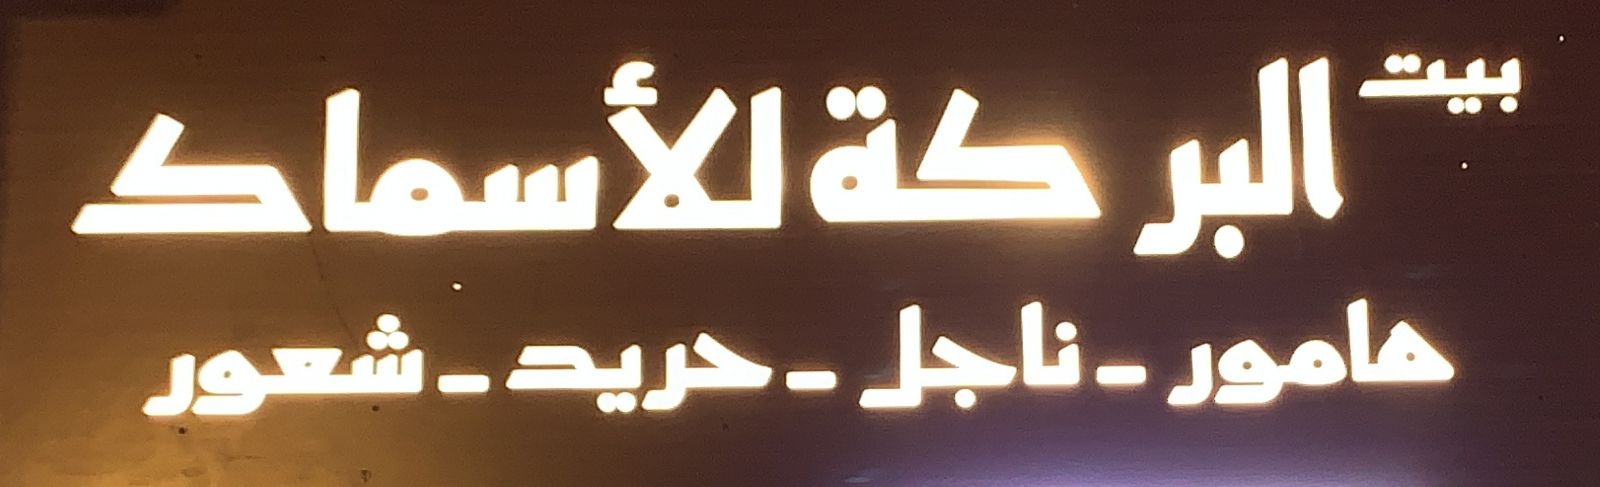 بيت البركة للأسماك
هامور - ناجل - حريد - شعور